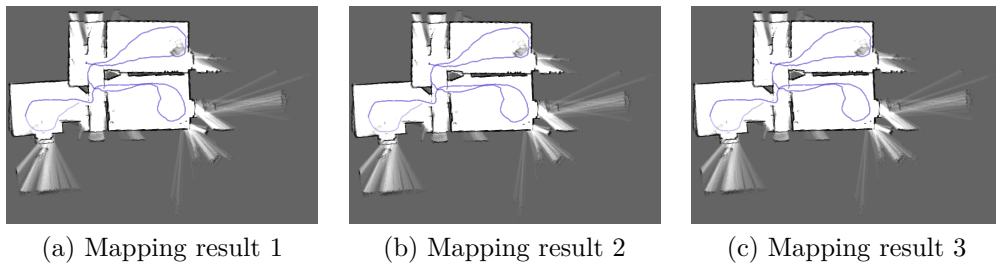 (a) Mapping result 1
(b) Mapping result 2
(c) Mapping result 3